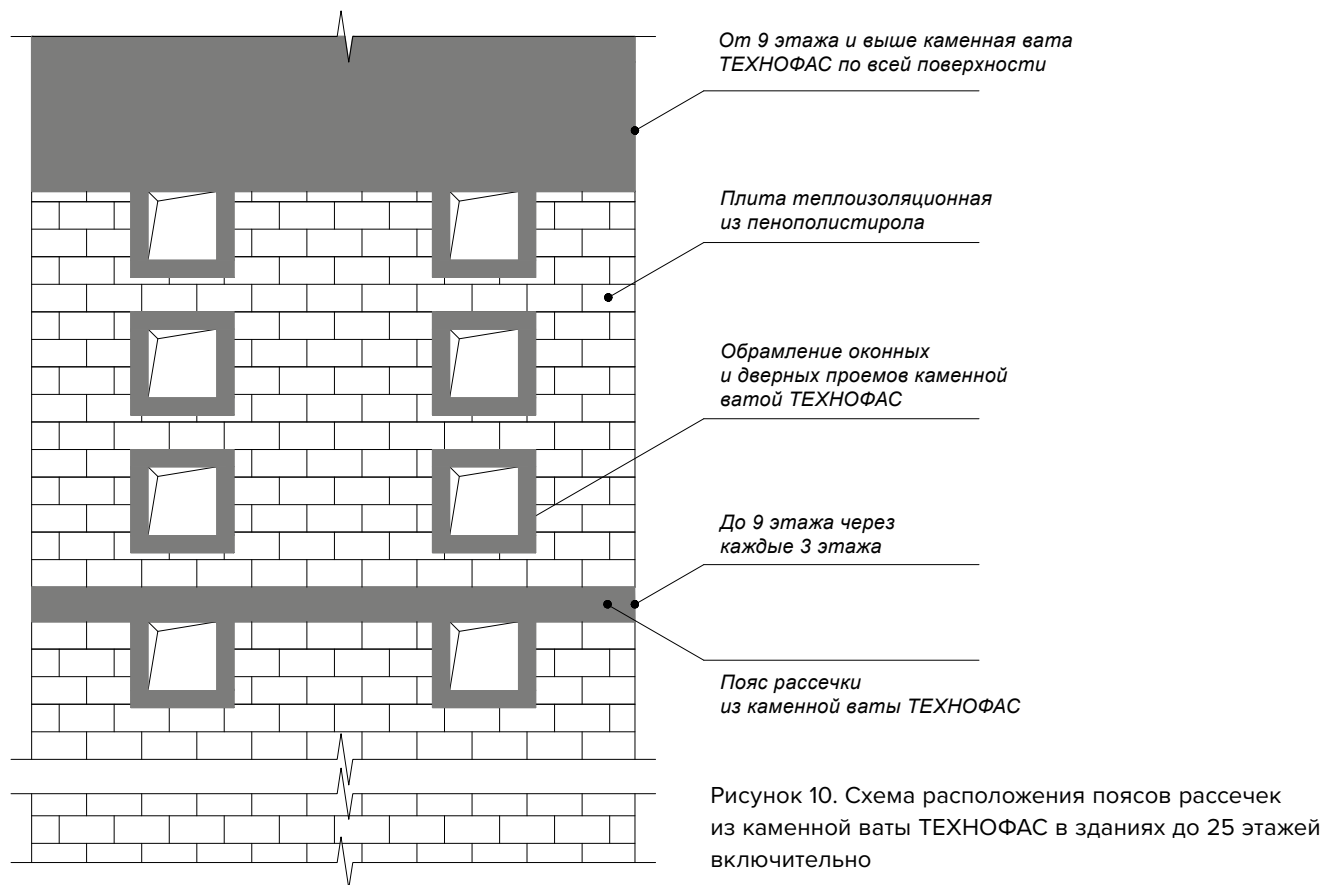 От 9 этажа и выше каменная вата
ТЕХНОФАС по всей поверхности
Плита теплоизоляционная
из пенополистирола
Обрамление оконных
и дверных проемов каменной
ватой ТЕХНОФАС
До 9 этажа через
каждые 3 этажа
Пояс рассечки
из каменной ваты ТЕХНОФАС
Рисунок 10. Схема расположения поясов рассечек
из каменной ваты ТЕХНОФАС в зданиях до 25 этажей
включительно